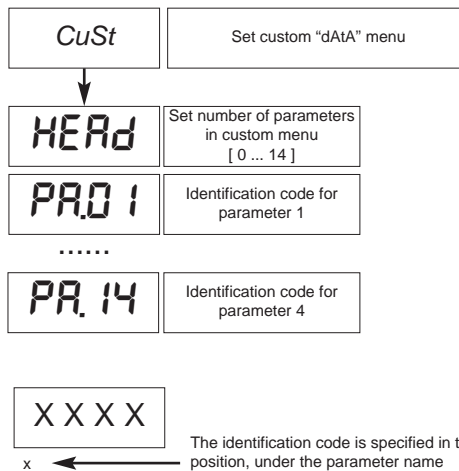 CuSt
Set custom “dAtA” menu
HEAd
Set number of parameters
in custom menu
[ 0 ... 14 ]
PA.01
Identification code for
parameter 1
......
PA. 14
Identification code for
parameter 4
X X X X
The identification code is specified in
x
position, under the parameter name